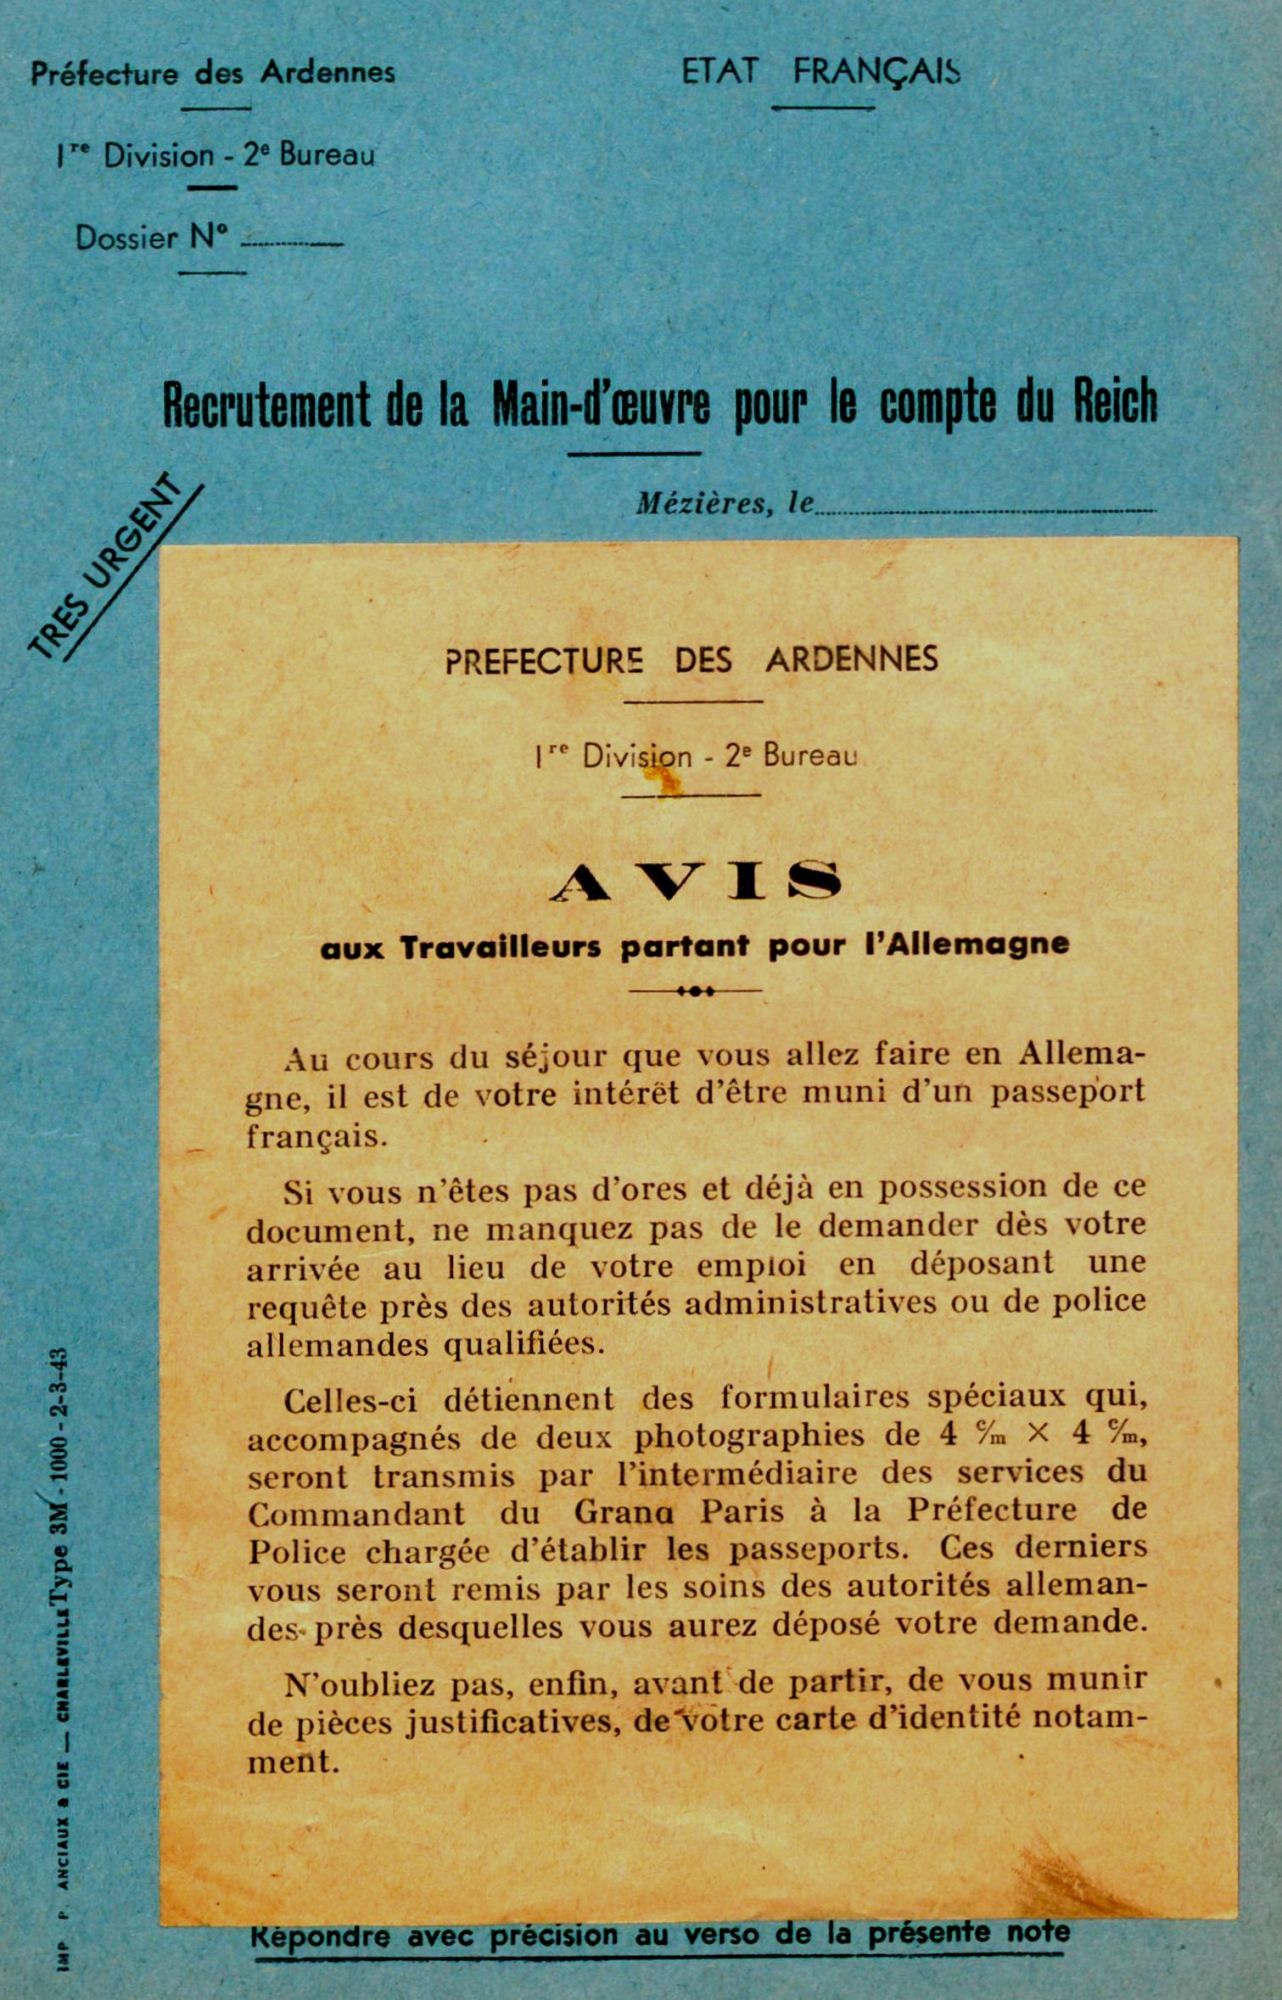 Préfecture des Ardennes
ETAT FRANÇAIS
1re Division - 2e Bureau
Dossier N°
Recrutement de la Main-d'œuvre pour le compte du Reich
Mézières, le
TRES URGENT
PREFECTURE DES ARDENNES
1re Division - 2e Bureau
AVIS
aux Travailleurs partant pour l'Allemagne
Au cours du séjour que vous allez faire en Allema-
gne, il est de votre intérêt d'être muni d'un passeport
français.
Si vous n'êtes pas d'ores et déjà en possession de ce
document, ne manquez pas de le demander dès votre
arrivée au lieu de votre emploi en déposant une
requête près des autorités administratives ou de police
allemandes qualifiées.
Celles-ci détiennent des formulaires spéciaux qui,
accompagnés de deux photographies de 4 c/m × 4 c/m,
seront transmis par l'intermédiaire des services du
Commandant du Grand Paris à la Préfecture de
Police chargée d'établir les passeports. Ces derniers
vous seront remis par les soins des autorités alleman-
des près desquelles vous aurez déposé votre demande.
N'oubliez pas, enfin, avant de partir, de vous munir
de pièces justificatives, de votre carte d'identité notam-
ment.
Répondre avec précision au verso de la présente note
IMP P. ANCIAUX & CIE — CHARLEVILLE Type 3M - 1000 - 2-3-43